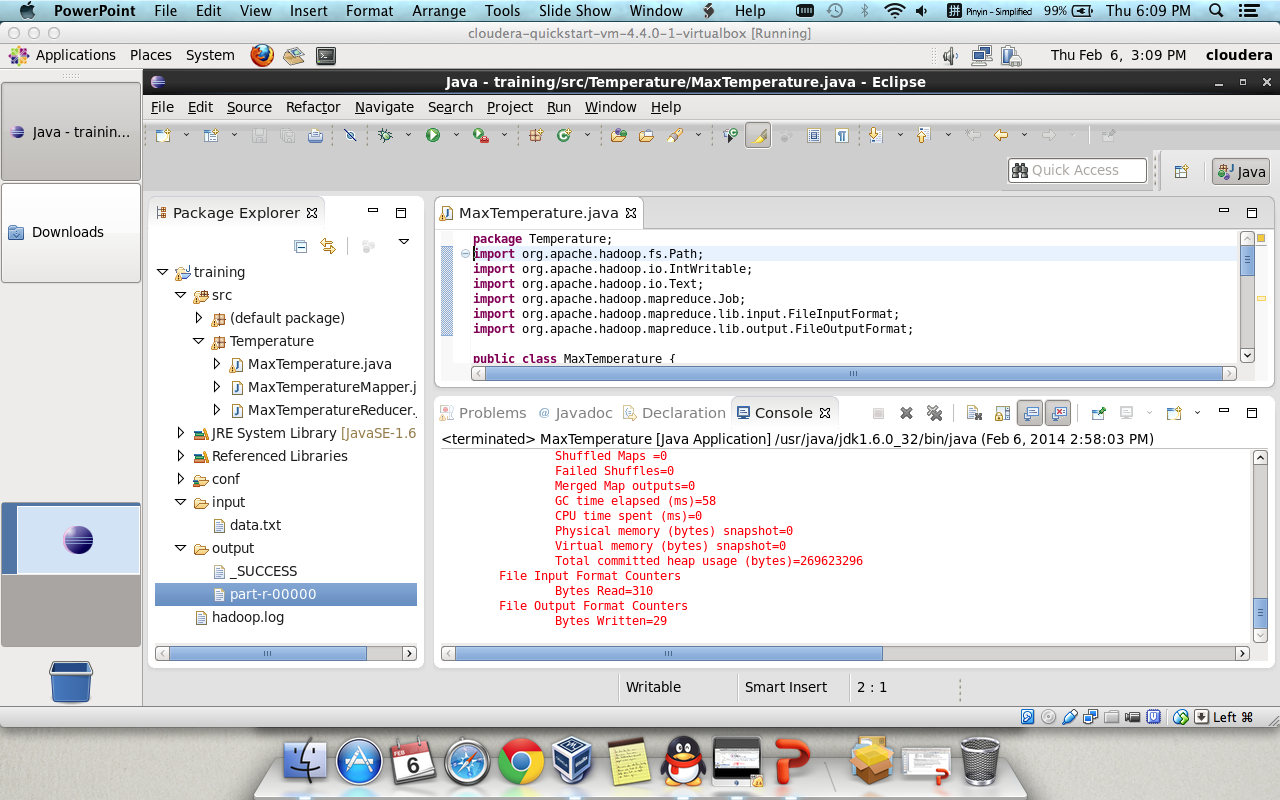 PowerPoint File Edit View Insert Format Arrange Tools Slide Show Window Help Pinyin – Simplified 99% Thu 6:09 PM
cloudera-quickstart-vm-4.4.0-1-virtualbox [Running]
Applications Places System Thu Feb 6, 3:09 PM cloudera
Java - training/src/Temperature/MaxTemperature.java - Eclipse
File Edit Source Refactor Navigate Search Project Run Window Help
Java - trainin...
Downloads
Quick Access
Java
Package Explorer
training
src
(default package)
Temperature
MaxTemperature.java
MaxTemperatureMapper.j
MaxTemperatureReducer.
JRE System Library [JavaSE-1.6
Referenced Libraries
conf
input
data.txt
output
_SUCCESS
part-r-00000
hadoop.log
MaxTemperature.java
package Temperature;
import org.apache.hadoop.fs.Path;
import org.apache.hadoop.io.IntWritable;
import org.apache.hadoop.io.Text;
import org.apache.hadoop.mapreduce.Job;
import org.apache.hadoop.mapreduce.lib.input.FileInputFormat;
import org.apache.hadoop.mapreduce.lib.output.FileOutputFormat;
public class MaxTemperature {
Problems @ Javadoc Declaration Console
<terminated> MaxTemperature [Java Application] /usr/java/jdk1.6.0_32/bin/java (Feb 6, 2014 2:58:03 PM)
Shuffled Maps =0
Failed Shuffles=0
Merged Map outputs=0
GC time elapsed (ms)=58
CPU time spent (ms)=0
Physical memory (bytes) snapshot=0
Virtual memory (bytes) snapshot=0
Total committed heap usage (bytes)=269623296
File Input Format Counters
Bytes Read=310
File Output Format Counters
Bytes Written=29
Writable Smart Insert 2 : 1
Left ⌘
FEB
6